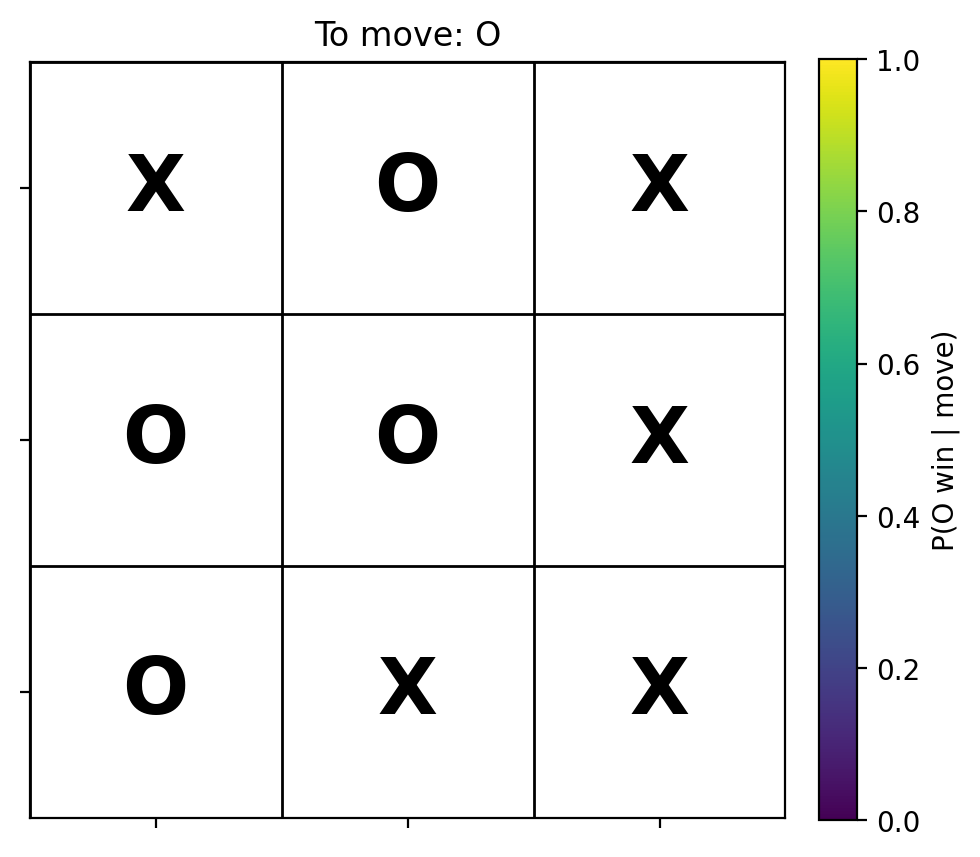 To move: O
X O X
O O X
O X X
1.0
0.8
0.6
0.4
0.2
0.0
P(O win | move)